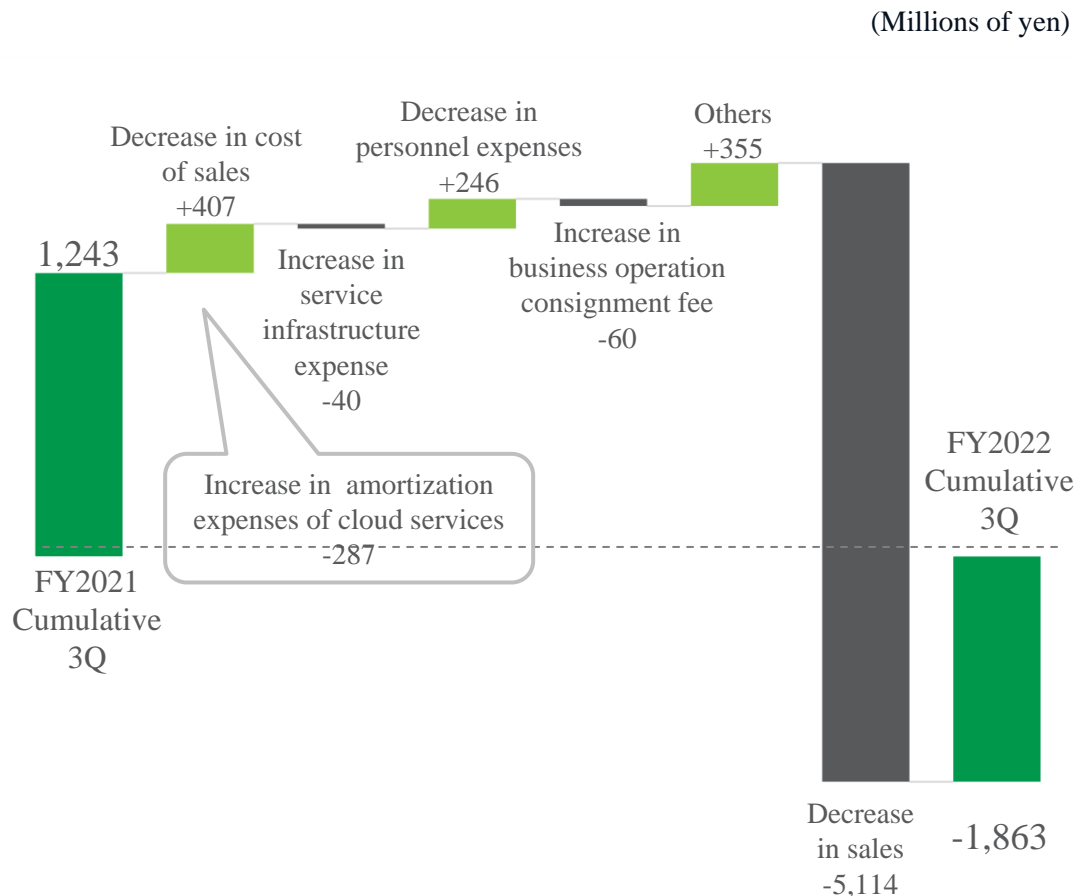 (Millions of yen)
Decrease in cost
of sales
+407
Decrease in
personnel expenses
+246
Others
+355
1,243
Increase in
service
infrastructure
expense
-40
Increase in
business operation
consignment fee
-60
Increase in  amortization
expenses of cloud services
-287
FY2021
Cumulative
3Q
FY2022
Cumulative
3Q
Decrease
in sales
-5,114
-1,863